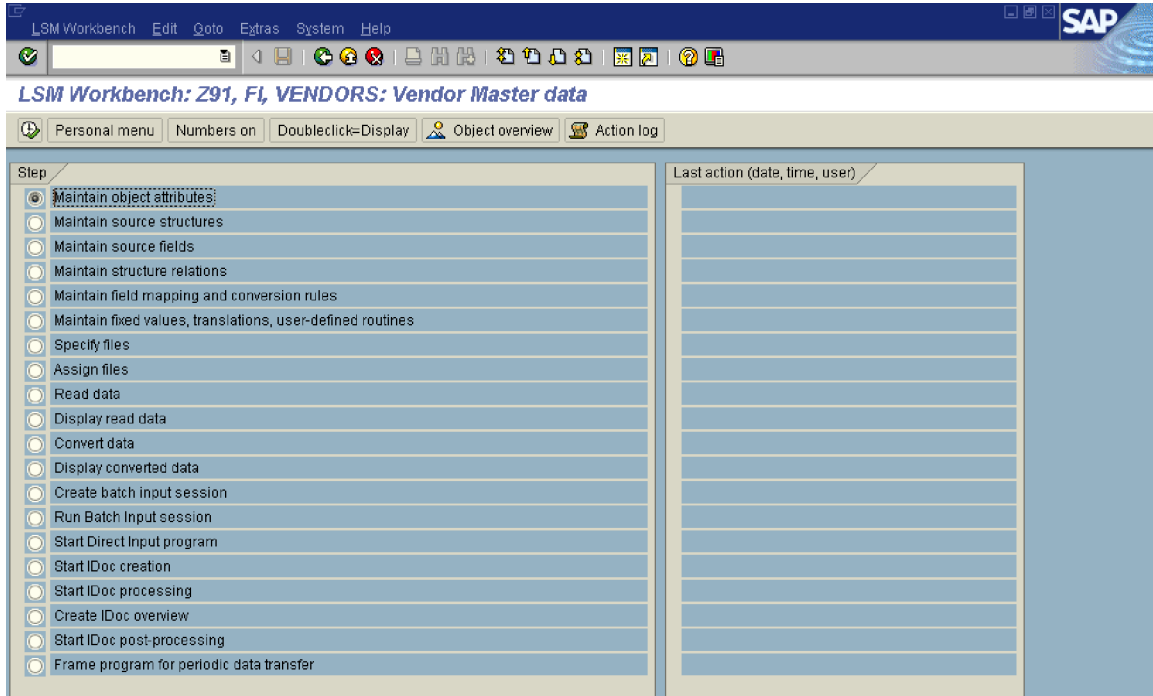 LSM Workbench Edit Goto Extras System Help
SAP
LSM Workbench: Z91, FI, VENDORS: Vendor Master data
Personal menu Numbers on Doubleclick=Display Object overview Action log
Step Last action (date, time, user)
Maintain object attributes
Maintain source structures
Maintain source fields
Maintain structure relations
Maintain field mapping and conversion rules
Maintain fixed values, translations, user-defined routines
Specify files
Assign files
Read data
Display read data
Convert data
Display converted data
Create batch input session
Run Batch Input session
Start Direct Input program
Start IDoc creation
Start IDoc processing
Create IDoc overview
Start IDoc post-processing
Frame program for periodic data transfer